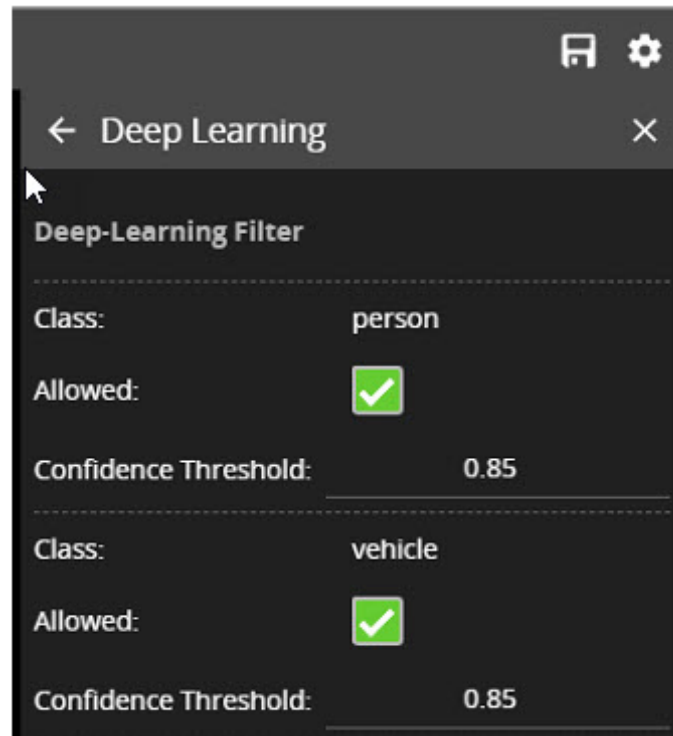 Deep Learning
Deep-Learning Filter
Class: person
Allowed:
Confidence Threshold: 0.85
Class: vehicle
Allowed:
Confidence Threshold: 0.85